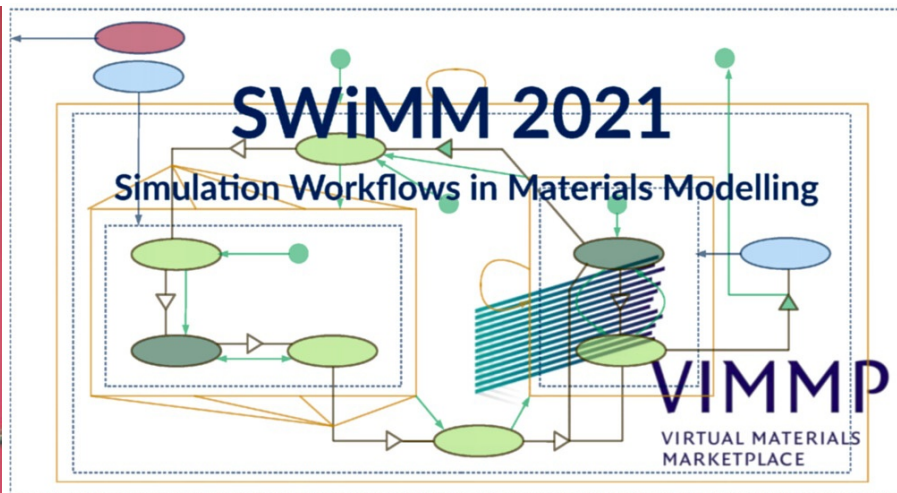 SWiMM 2021
Simulation Workflows in Materials Modelling
VIMMP
VIRTUAL MATERIALS
MARKETPLACE